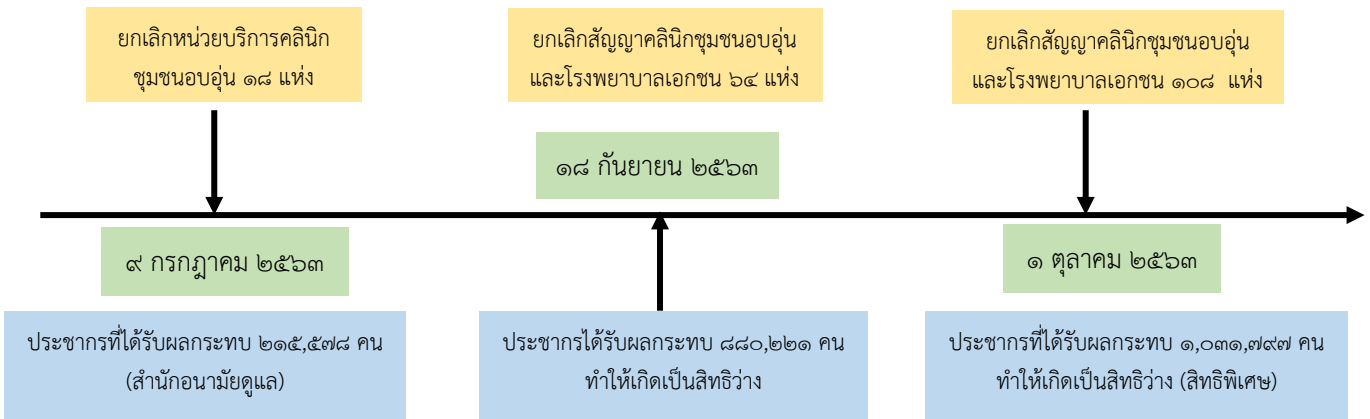 ยกเลิกหน่วยบริการคลินิก
ชุมชนอบอุ่น ๑๘ แห่ง
ยกเลิกสัญญาคลินิกชุมชนอบอุ่น
และโรงพยาบาลเอกชน ๖๔ แห่ง
ยกเลิกสัญญาคลินิกชุมชนอบอุ่น
และโรงพยาบาลเอกชน ๑๐๘ แห่ง
๑๘ กันยายน ๒๕๖๓
๙ กรกฎาคม ๒๕๖๓
๑ ตุลาคม ๒๕๖๓
ประชากรที่ได้รับผลกระทบ ๒๑๕,๕๗๘ คน
(สำนักอนามัยดูแล)
ประชากรได้รับผลกระทบ ๘๘๐,๒๒๑ คน
ทำให้เกิดเป็นสิทธิว่าง
ประชากรที่ได้รับผลกระทบ ๑,๐๓๑,๗๙๗ คน
ทำให้เกิดเป็นสิทธิว่าง (สิทธิพิเศษ)